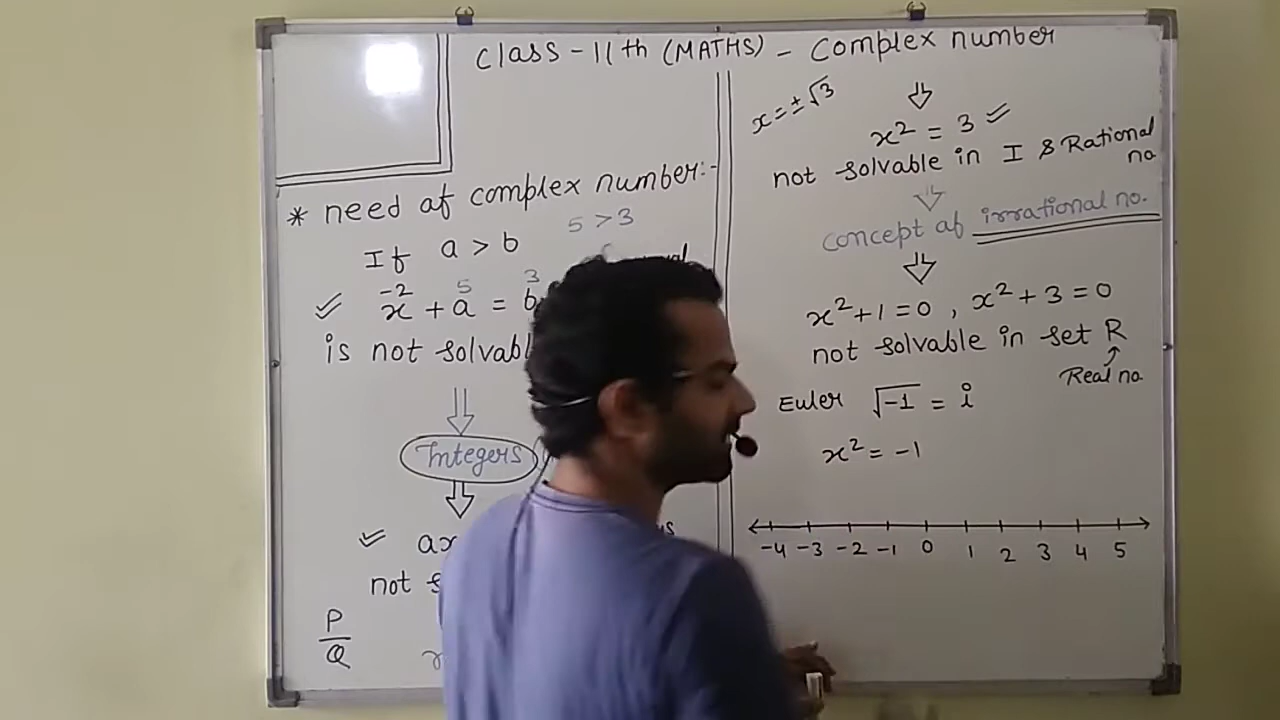 Class - 11th (MATHS) - Complex number
* need of complex number:-
If a > b
5 > 3
-2 5 3
x + a = b
is not solvabl
Integers
ax
not s
P
Q
x = ±√3
x² = 3
not solvable in I & Rational
no
concept of irrational no.
x²+1=0 , x²+3=0
not solvable in set R
Real no.
Euler √-1 = i
x² = -1
-4 -3 -2 -1 0 1 2 3 4 5